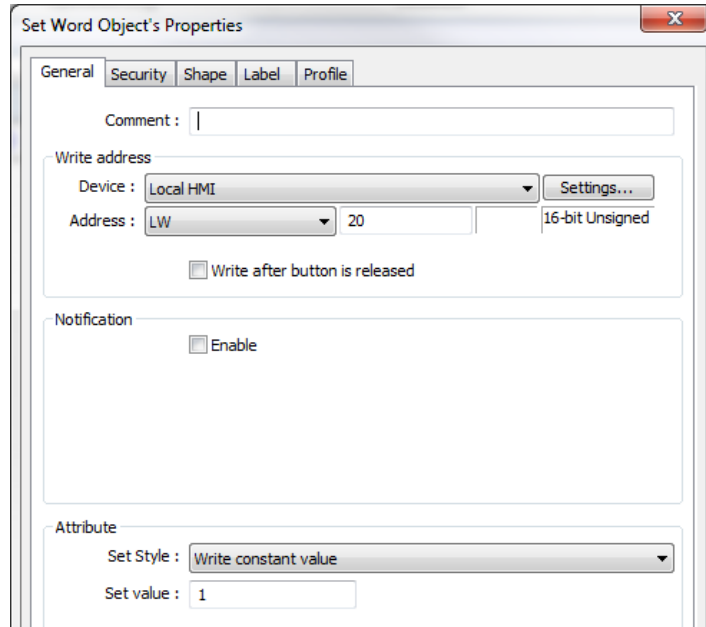 Set Word Object's Properties
General Security Shape Label Profile
Comment :
Write address
Device : Local HMI Settings...
Address : LW 20 16-bit Unsigned
Write after button is released
Notification
Enable
Attribute
Set Style : Write constant value
Set value : 1